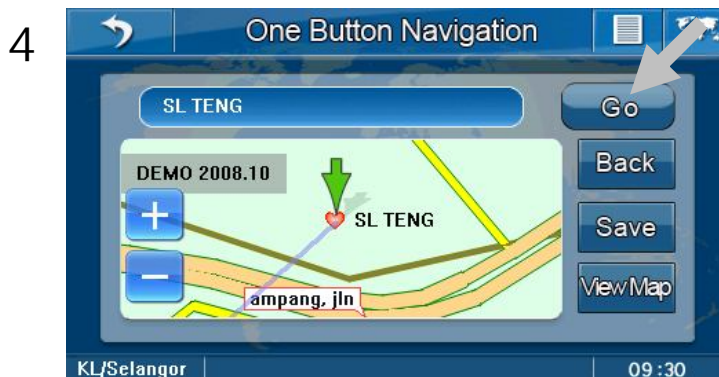 4
One Button Navigation
SL TENG
Go
DEMO 2008.10
Back
+
SL TENG
Save
-
ampang, jln
View Map
KL/Selangor
09:30